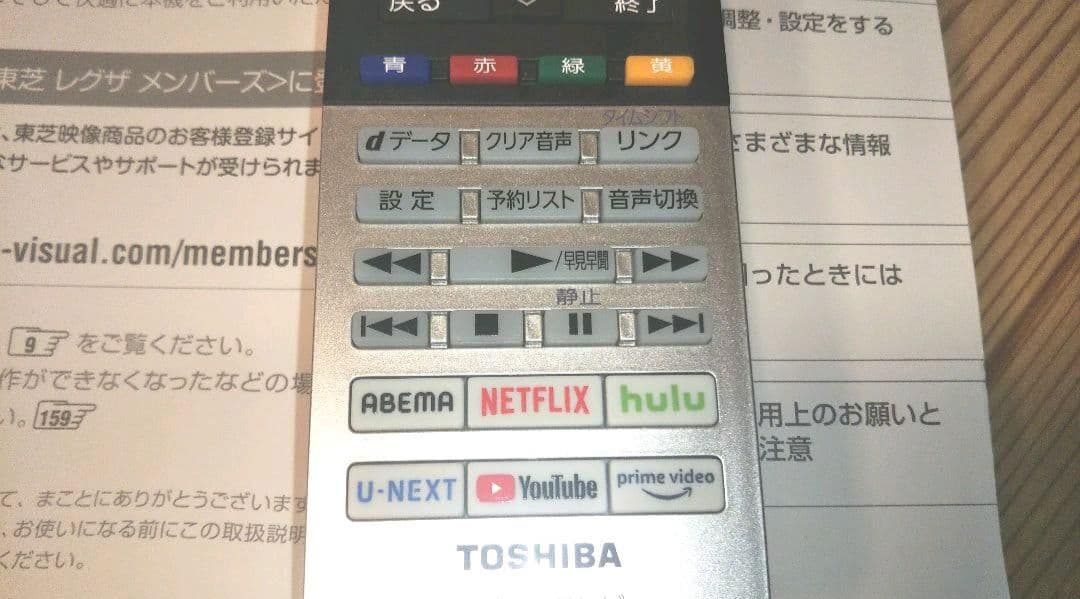 戻る
終了
青 赤 緑 黄
タイムシフト
dデータ クリア音声 リンク
設定 予約リスト 音声切換
/早見早聞
静止
ABEMA NETFLIX hulu
U-NEXT YouTube prime video
TOSHIBA
東芝 レグザ メンバーズ>に
、東芝映像商品のお客様登録サイ
なサービスやサポートが受けられま
-visual.com/members
9 をご覧ください。
作ができなくなったなどの場
い。159
て、まことにありがとうございます
、お使いになる前にこの取扱説明
ください。
調整・設定をする
さまざまな情報
ったときには
用上のお願いと
注意